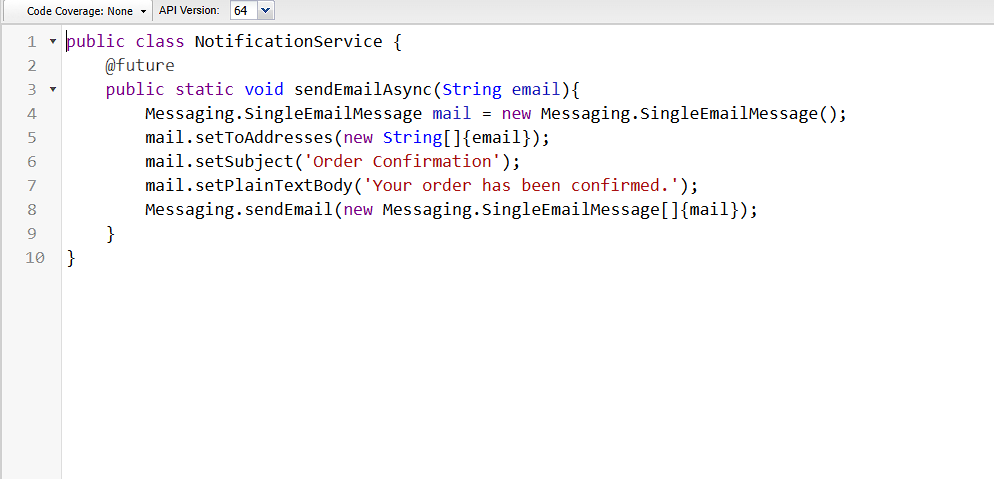 Code Coverage: None API Version: 64
1 public class NotificationService {
2     @future
3     public static void sendEmailAsync(String email){
4         Messaging.SingleEmailMessage mail = new Messaging.SingleEmailMessage();
5         mail.setToAddresses(new String[]{email});
6         mail.setSubject('Order Confirmation');
7         mail.setPlainTextBody('Your order has been confirmed.');
8         Messaging.sendEmail(new Messaging.SingleEmailMessage[]{mail});
9     }
10 }